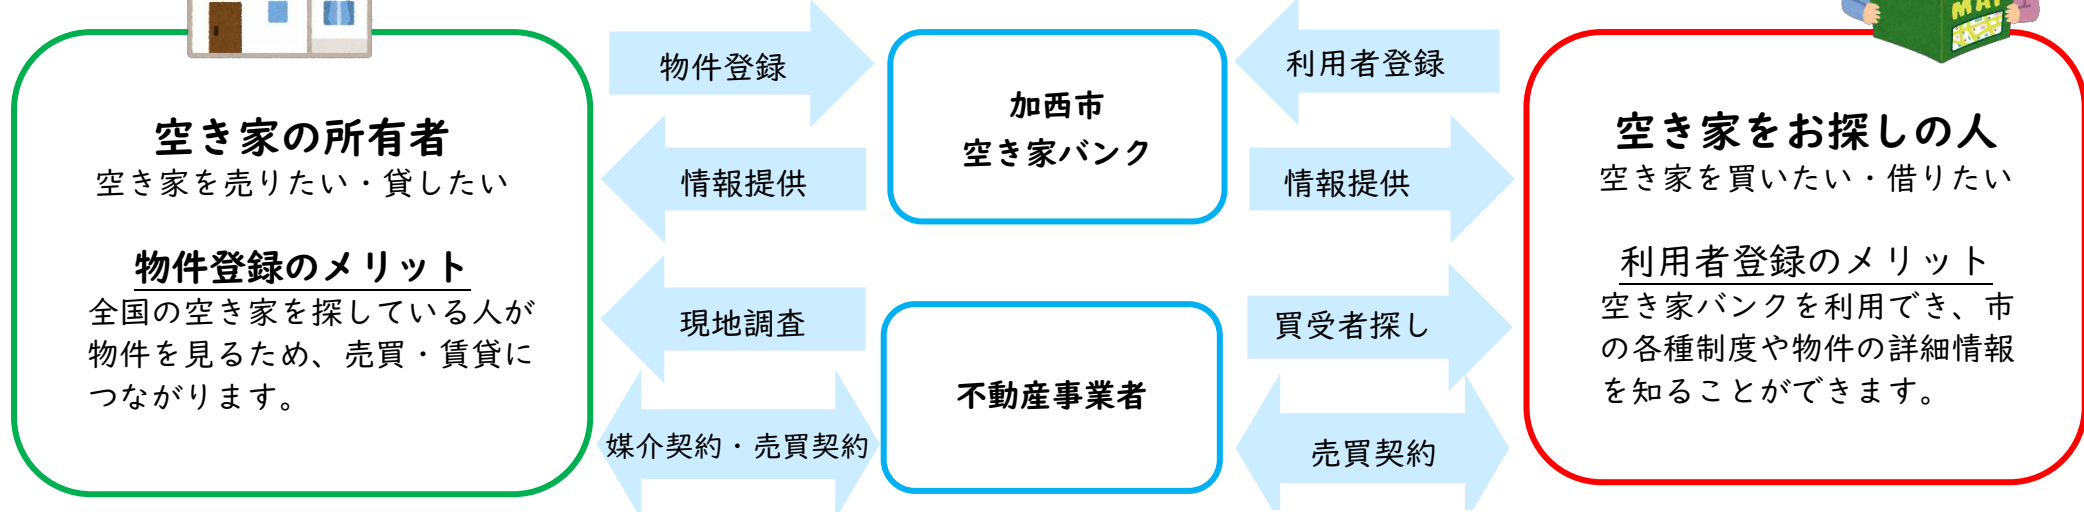 空き家の所有者
空き家を売りたい・貸したい
物件登録のメリット
全国の空き家を探している人が
物件を見るため、売買・賃貸に
つながります。
物件登録
情報提供
現地調査
媒介契約・売買契約
加西市
空き家バンク
不動産事業者
利用者登録
情報提供
買受者探し
売買契約
MAP
空き家をお探しの人
空き家を買いたい・借りたい
利用者登録のメリット
空き家バンクを利用でき、市
の各種制度や物件の詳細情報
を知ることができます。